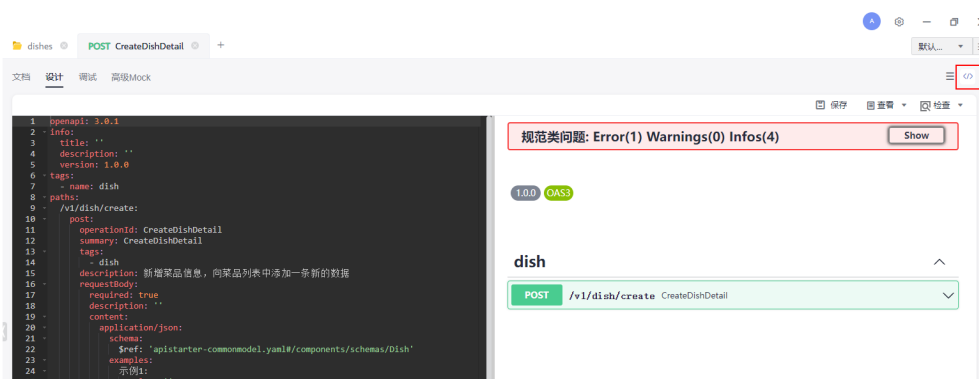 A
dishes
POST CreateDishDetail +
默认...
文档 设计 调试 高级Mock
</>
保存 查看 检查
1 openapi: 3.0.1
2 info:
3 title: ''
4 description: ''
5 version: 1.0.0
6 tags:
7 - name: dish
8 paths:
9 /v1/dish/create:
10 post:
11 operationId: CreateDishDetail
12 summary: CreateDishDetail
13 tags:
14 - dish
15 description: 新增菜品信息，向菜品列表中添加一条新的数据
16 requestBody:
17 required: true
18 description: ''
19 content:
20 application/json:
21 schema:
22 $ref: 'apistarter-commonmodel.yaml#/components/schemas/Dish'
23 examples:
24 示例1:
规范类问题: Error(1) Warnings(0) Infos(4) Show
1.0.0 OAS3
dish
POST /v1/dish/create CreateDishDetail